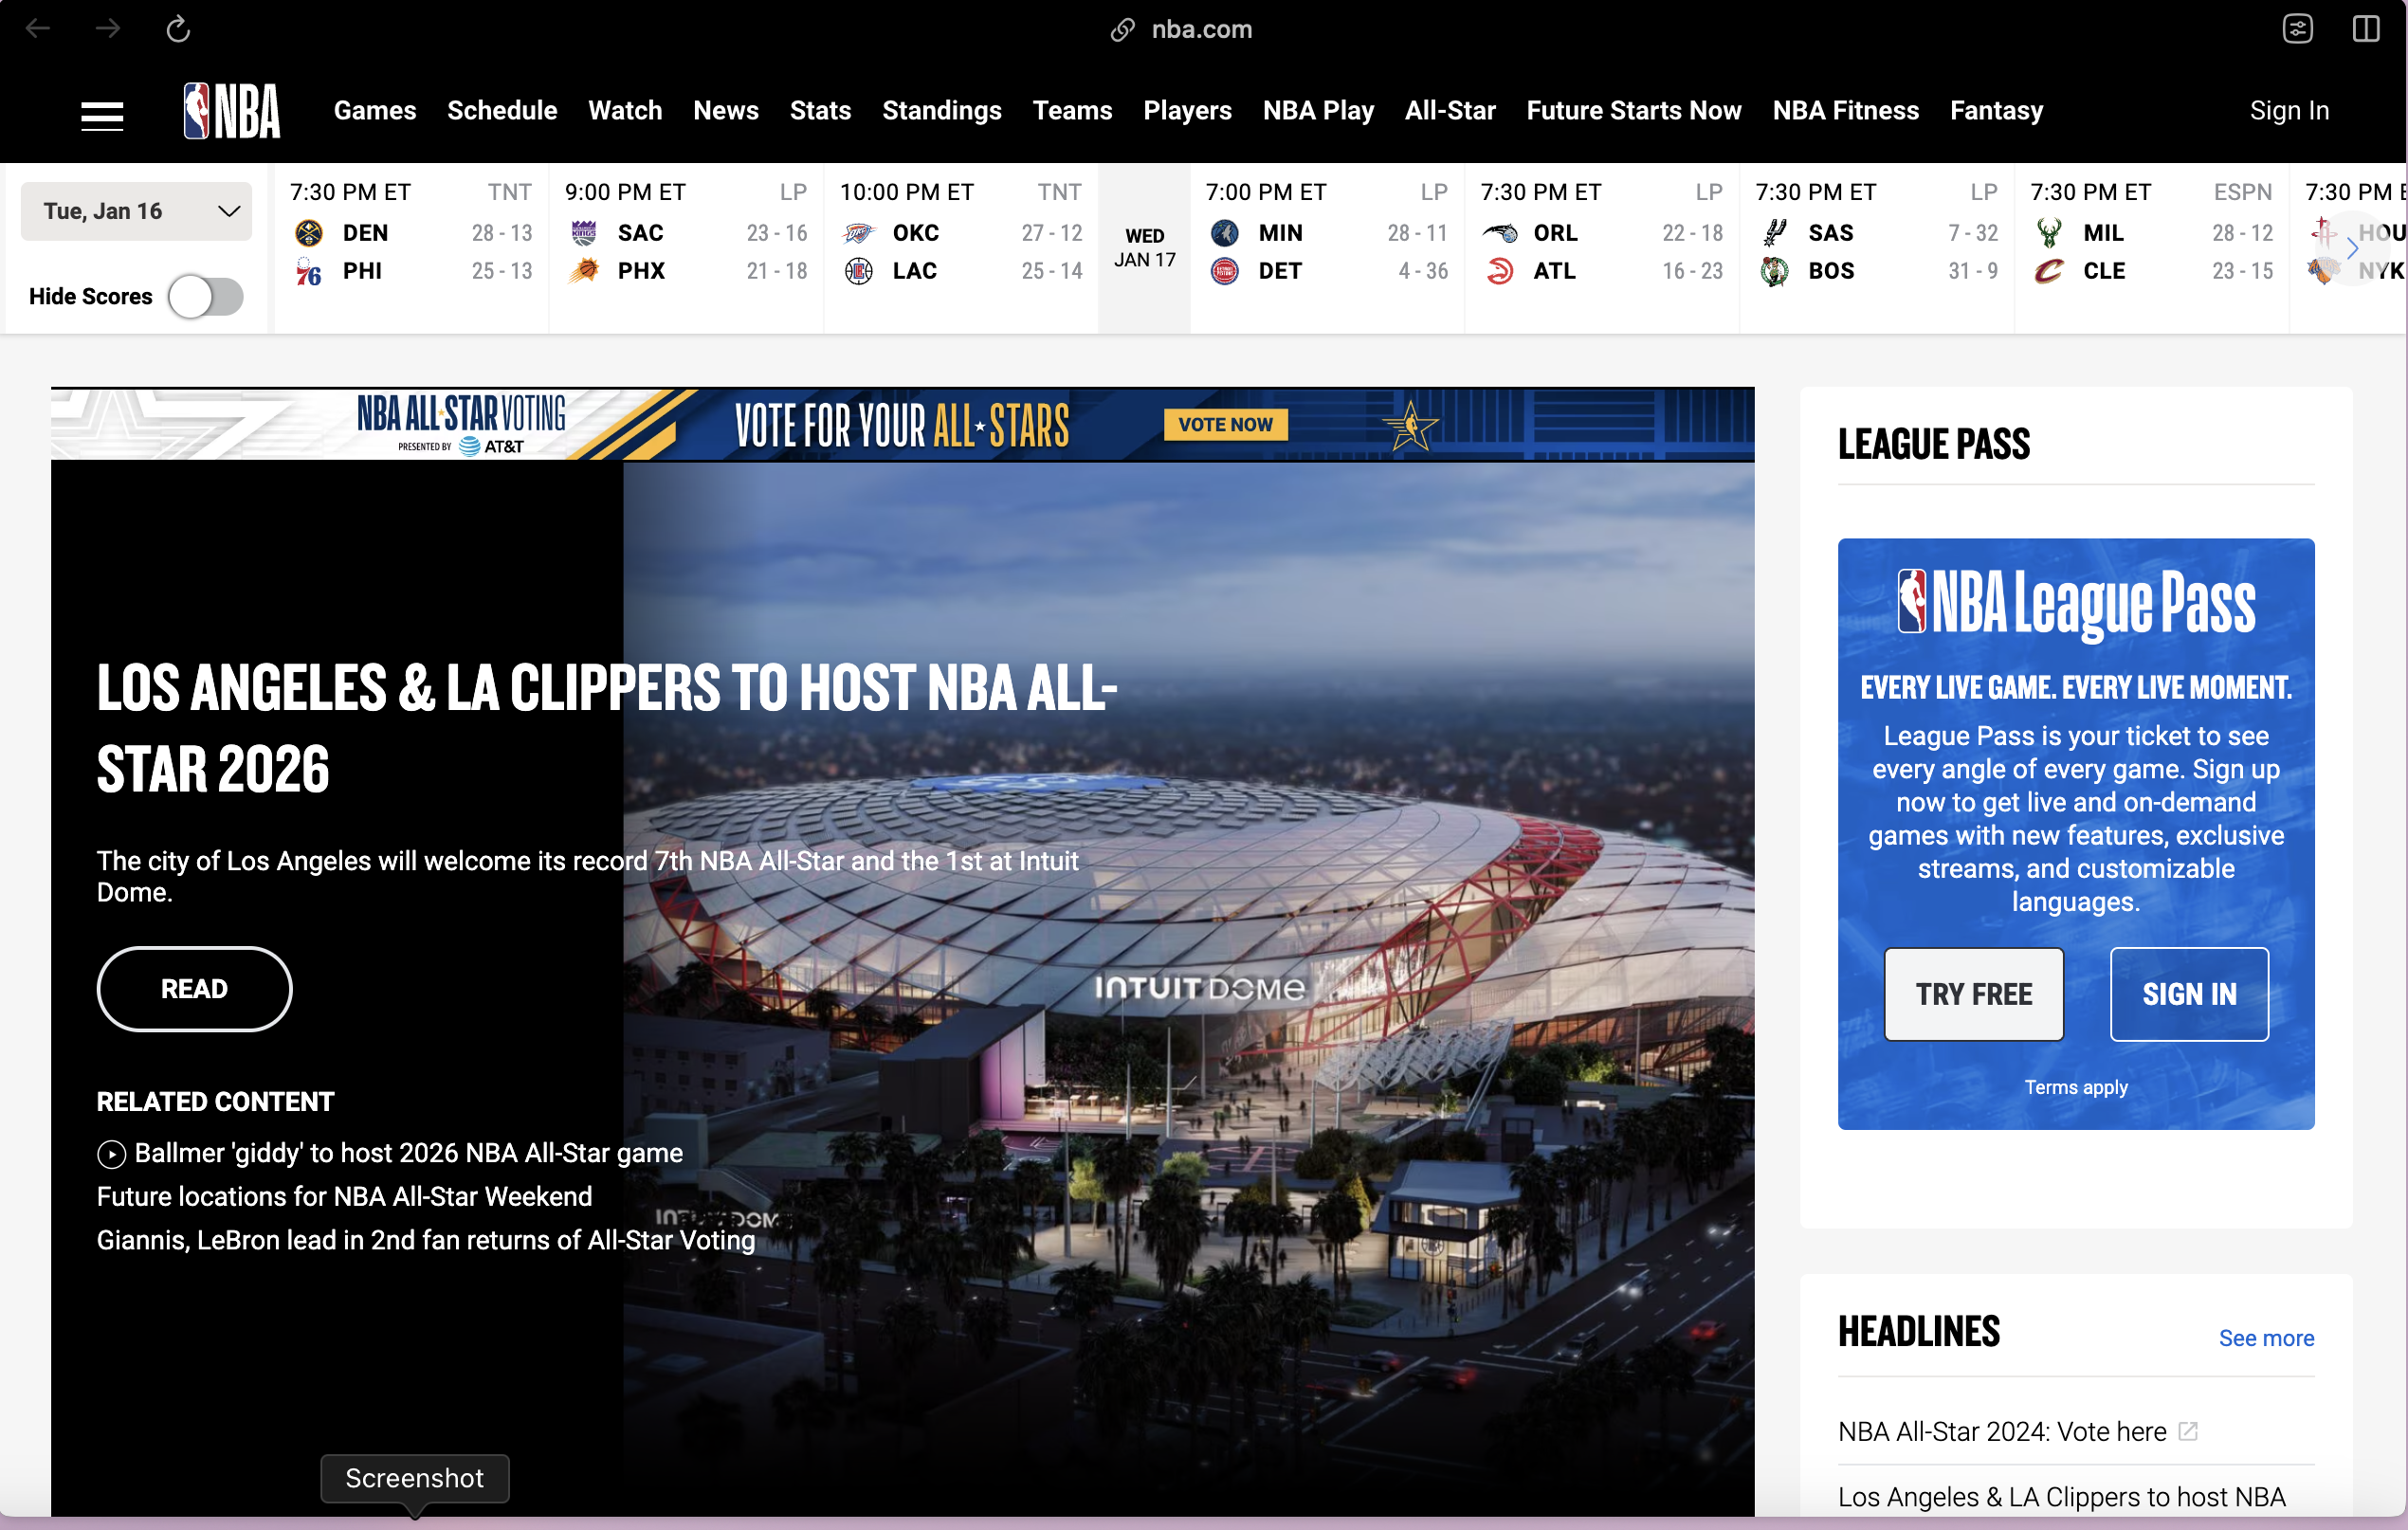 nba.com
NBA
Games Schedule Watch News Stats Standings Teams Players NBA Play All-Star Future Starts Now NBA Fitness Fantasy Sign In
Tue, Jan 16
Hide Scores
7:30 PM ET TNT
DEN 28 - 13
PHI 25 - 13
9:00 PM ET LP
SAC 23 - 16
PHX 21 - 18
10:00 PM ET TNT
OKC 27 - 12
LAC 25 - 14
WED
JAN 17
7:00 PM ET LP
MIN 28 - 11
DET 4 - 36
7:30 PM ET LP
ORL 22 - 18
ATL 16 - 23
7:30 PM ET LP
SAS 7 - 32
BOS 31 - 9
7:30 PM ET ESPN
MIL 28 - 12
CLE 23 - 15
7:30 PM
HOU
NYK
NBA ALL★STAR VOTING
PRESENTED BY AT&T
VOTE FOR YOUR ALL★STARS
VOTE NOW
LOS ANGELES & LA CLIPPERS TO HOST NBA ALL-
STAR 2026
The city of Los Angeles will welcome its record 7th NBA All-Star and the 1st at Intuit
Dome.
READ
INTUIT DOME
RELATED CONTENT
Ballmer 'giddy' to host 2026 NBA All-Star game
Future locations for NBA All-Star Weekend
Giannis, LeBron lead in 2nd fan returns of All-Star Voting
Screenshot
LEAGUE PASS
NBA League Pass
EVERY LIVE GAME. EVERY LIVE MOMENT.
League Pass is your ticket to see
every angle of every game. Sign up
now to get live and on-demand
games with new features, exclusive
streams, and customizable
languages.
TRY FREE
SIGN IN
Terms apply
HEADLINES
See more
NBA All-Star 2024: Vote here
Los Angeles & LA Clippers to host NBA